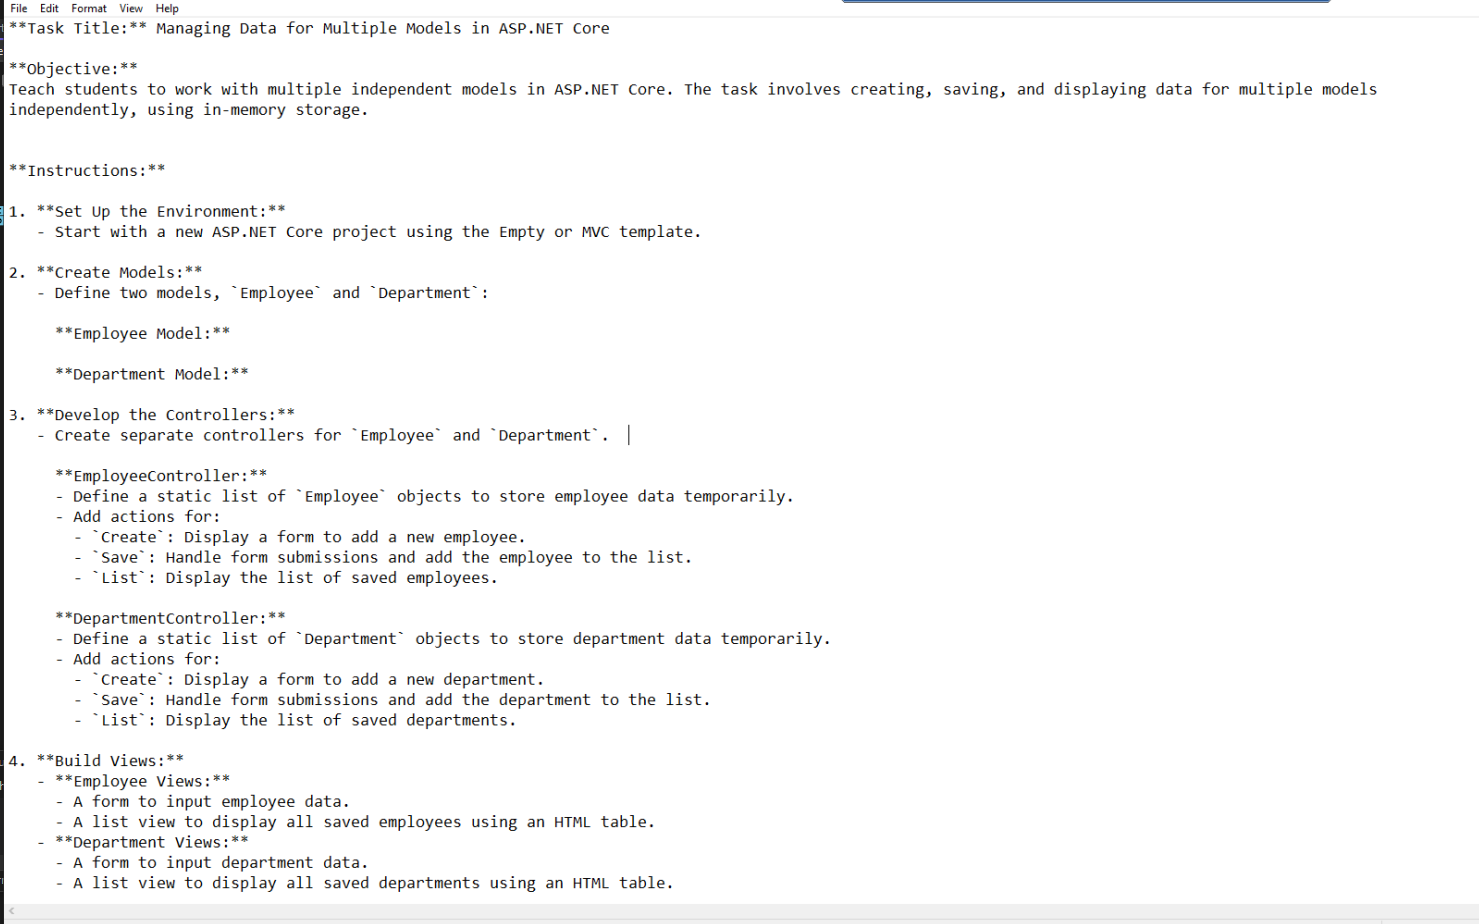 File Edit Format View Help
**Task Title:** Managing Data for Multiple Models in ASP.NET Core
**Objective:**
Teach students to work with multiple independent models in ASP.NET Core. The task involves creating, saving, and displaying data for multiple models
independently, using in-memory storage.
**Instructions:**
1. **Set Up the Environment:**
- Start with a new ASP.NET Core project using the Empty or MVC template.
2. **Create Models:**
- Define two models, `Employee` and `Department`:
**Employee Model:**
**Department Model:**
3. **Develop the Controllers:**
- Create separate controllers for `Employee` and `Department`.
**EmployeeController:**
- Define a static list of `Employee` objects to store employee data temporarily.
- Add actions for:
- `Create`: Display a form to add a new employee.
- `Save`: Handle form submissions and add the employee to the list.
- `List`: Display the list of saved employees.
**DepartmentController:**
- Define a static list of `Department` objects to store department data temporarily.
- Add actions for:
- `Create`: Display a form to add a new department.
- `Save`: Handle form submissions and add the department to the list.
- `List`: Display the list of saved departments.
4. **Build Views:**
- **Employee Views:**
- A form to input employee data.
- A list view to display all saved employees using an HTML table.
- **Department Views:**
- A form to input department data.
- A list view to display all saved departments using an HTML table.